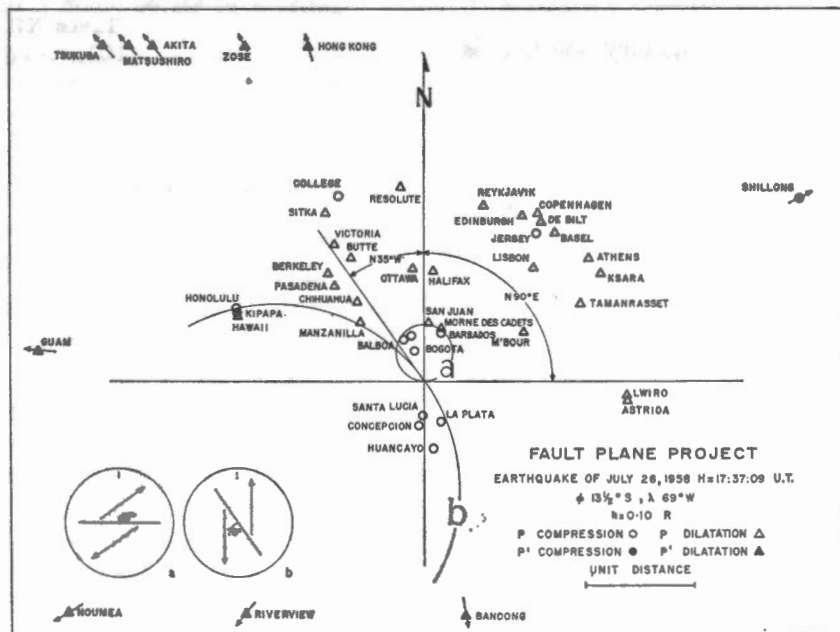 TSUKUBA
MATSUSHIRO
AKITA
ZOSE
HONG KONG
N
COLLEGE
RESOLUTE
SITKA
REYKJAVIK
COPENHAGEN
EDINBURGH
DE BILT
JERSEY
BASEL
SHILLONG
VICTORIA
BUTTE
N35°W
BERKELEY
OTTAWA
HALIFAX
LISBON
ATHENS
KSARA
PASADENA
N90°E
TAMANRASSET
HONOLULU
CHIHUAHUA
KIPAPA
HAWAII
MANZANILLA
SAN JUAN
MORNE DES CADETS
BARBADOS
M'BOUR
BALBOA
BOGOTA
GUAM
a
LWIRO
ASTRIDA
SANTA LUCIA
LA PLATA
CONCEPCION
HUANCAYO
b
FAULT PLANE PROJECT
EARTHQUAKE OF JULY 26, 1958 H=17:37:09 U.T.
φ 13½° S, λ 69° W
h=0·10 R
P COMPRESSION P DILATATION
P' COMPRESSION P' DILATATION
UNIT DISTANCE
a
b
NOUMEA
RIVERVIEW
BANDONG